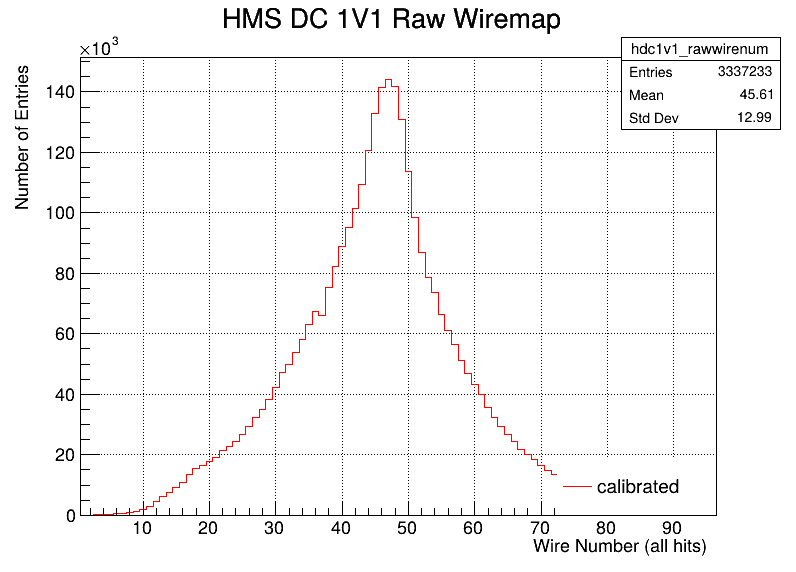 HMS DC 1V1 Raw Wiremap
×10³
hdc1v1_rawwirenum
Entries 3337233
Mean 45.61
Std Dev 12.99
Number of Entries
140
120
100
80
60
40
20
0
calibrated
10 20 30 40 50 60 70 80 90
Wire Number (all hits)